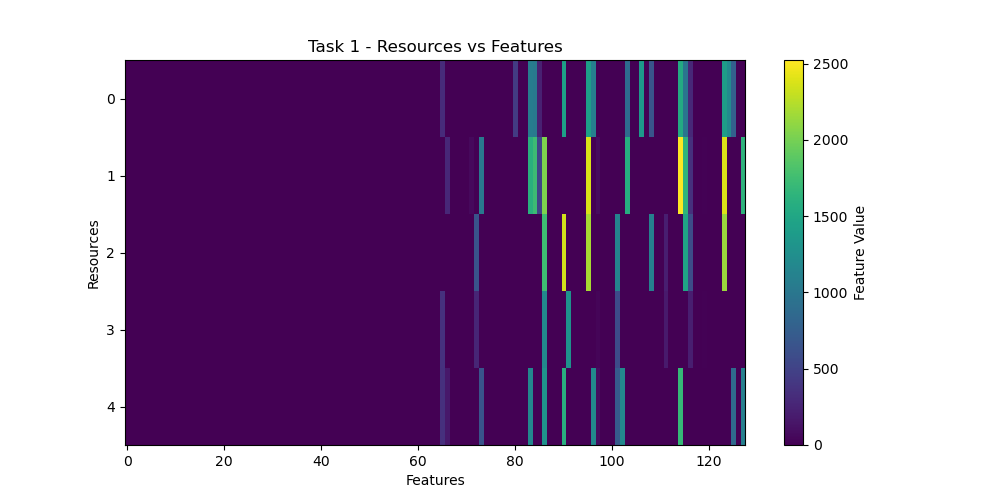 Task 1 - Resources vs Features
Resources
0
1
2
3
4
0 20 40 60 80 100 120
Features
2500
2000
1500
1000
500
0
Feature Value